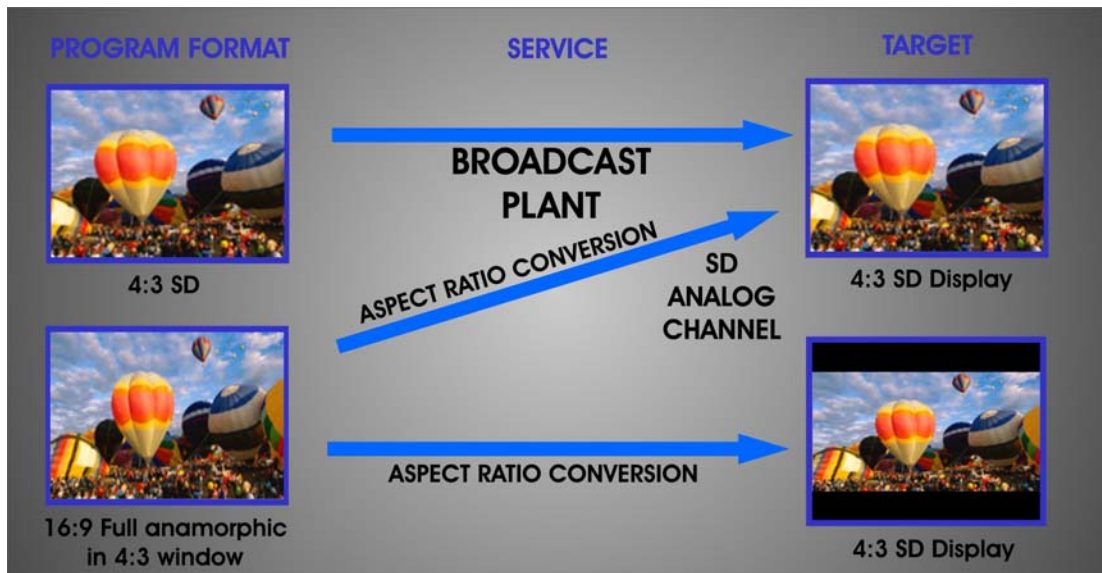 PROGRAM FORMAT
SERVICE
TARGET
BROADCAST
PLANT
ASPECT RATIO CONVERSION
SD
ANALOG
CHANNEL
4:3 SD
4:3 SD Display
ASPECT RATIO CONVERSION
16:9 Full anamorphic
in 4:3 window
4:3 SD Display